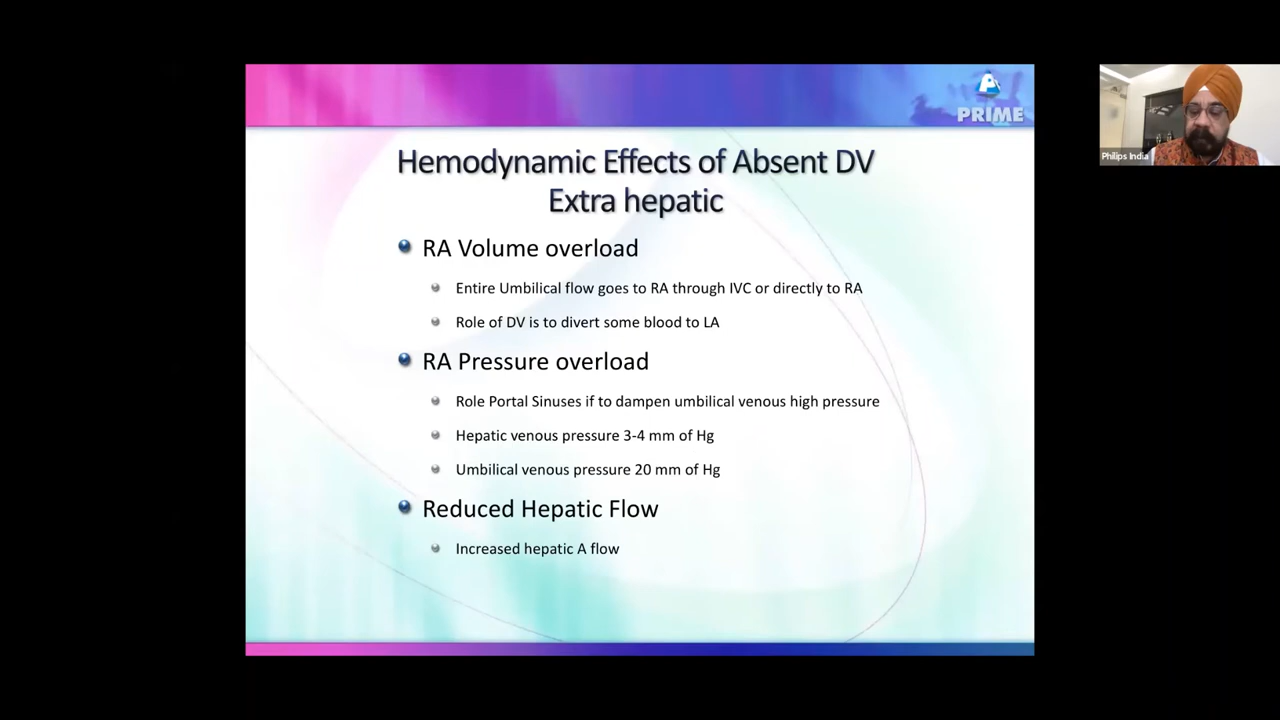 PRIME
Philips India
Hemodynamic Effects of Absent DV
Extra hepatic
RA Volume overload
Entire Umbilical flow goes to RA through IVC or directly to RA
Role of DV is to divert some blood to LA
RA Pressure overload
Role Portal Sinuses if to dampen umbilical venous high pressure
Hepatic venous pressure 3-4 mm of Hg
Umbilical venous pressure 20 mm of Hg
Reduced Hepatic Flow
Increased hepatic A flow